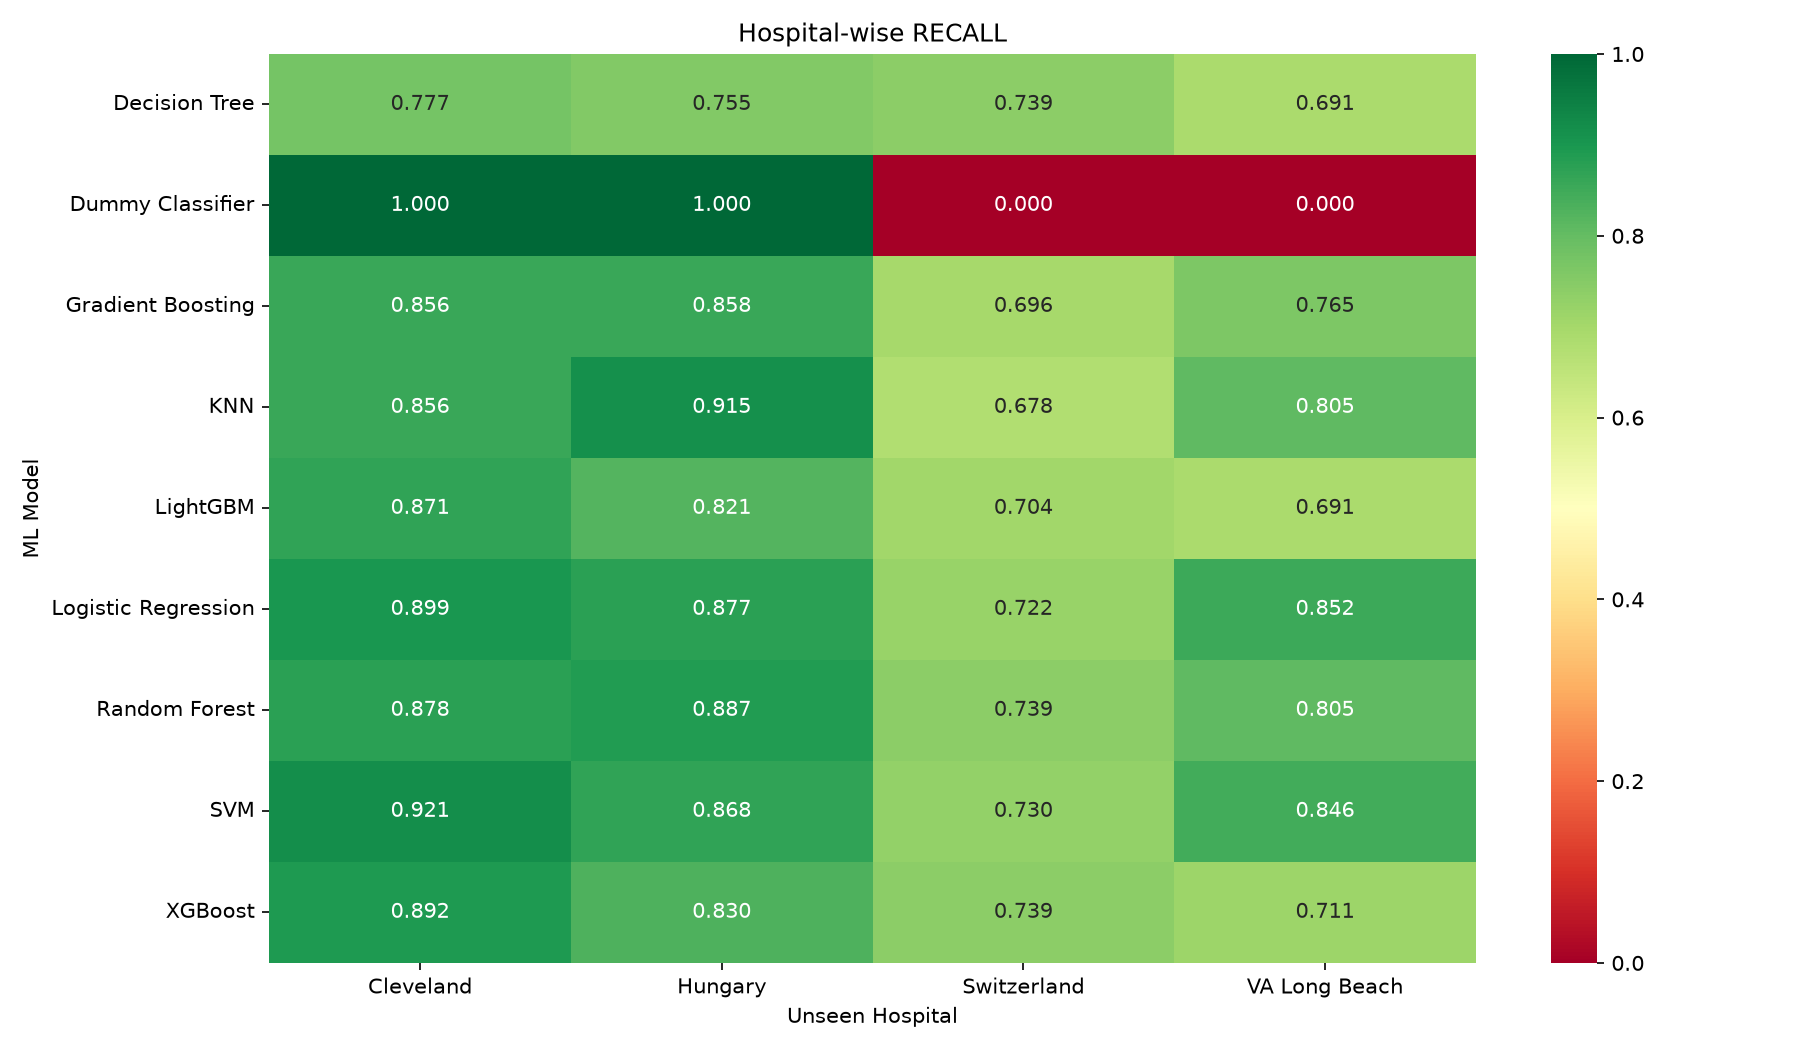 Hospital-wise RECALL
Decision Tree 0.777 0.755 0.739 0.691
Dummy Classifier 1.000 1.000 0.000 0.000
Gradient Boosting 0.856 0.858 0.696 0.765
KNN 0.856 0.915 0.678 0.805
LightGBM 0.871 0.821 0.704 0.691
Logistic Regression 0.899 0.877 0.722 0.852
Random Forest 0.878 0.887 0.739 0.805
SVM 0.921 0.868 0.730 0.846
XGBoost 0.892 0.830 0.739 0.711
Cleveland Hungary Switzerland VA Long Beach
Unseen Hospital
ML Model
1.0
0.8
0.6
0.4
0.2
0.0